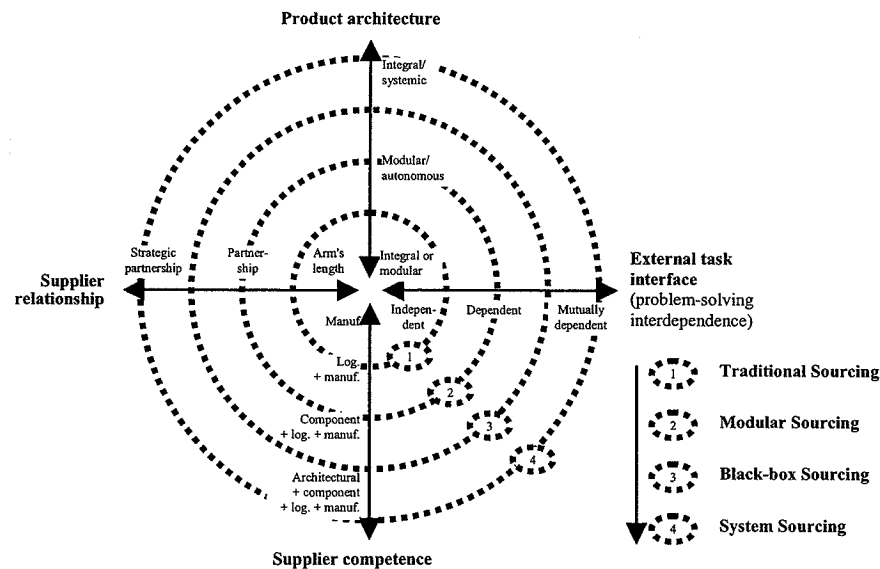 Product architecture
Integral/
systemic
Modular/
autonomous
Strategic
partnership
Partner-
ship
Arm's
length
Integral or
modular
Supplier
relationship
External task
interface
(problem-solving
interdependence)
Manuf.
Indepen-
dent
Dependent
Mutually
dependent
Log.
+ manuf.
1
2
Component
+ log. + manuf.
3
4
Architectural
+ component
+ log. + manuf.
Supplier competence
1 Traditional Sourcing
2 Modular Sourcing
3 Black-box Sourcing
4 System Sourcing